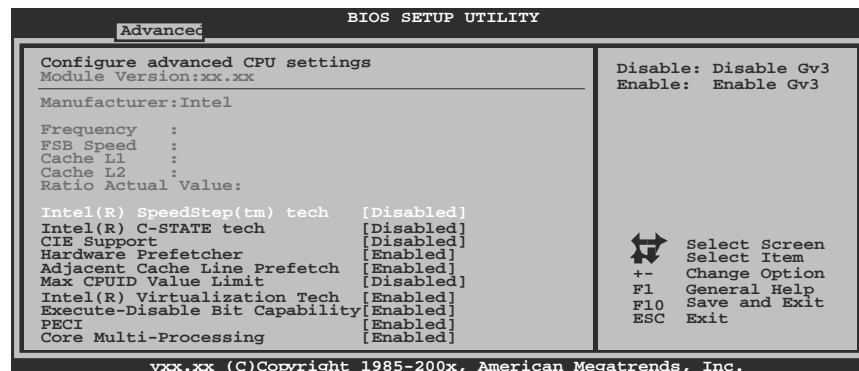 BIOS SETUP UTILITY
Advanced
Configure advanced CPU settings
Module Version:xx.xx
Manufacturer:Intel
Frequency :
FSB Speed :
Cache L1 :
Cache L2 :
Ratio Actual Value:
Intel(R) SpeedStep(tm) tech [Disabled]
Intel(R) C-STATE tech [Disabled]
CIE Support [Disabled]
Hardware Prefetcher [Enabled]
Adjacent Cache Line Prefetch [Enabled]
Max CPUID Value Limit [Disabled]
Intel(R) Virtualization Tech [Enabled]
Execute-Disable Bit Capability[Enabled]
PECI [Enabled]
Core Multi-Processing [Enabled]
Disable: Disable Gv3
Enable: Enable Gv3
Select Screen
Select Item
+- Change Option
F1 General Help
F10 Save and Exit
ESC Exit
vxx.xx (C)Copyright 1985-200x, American Megatrends, Inc.